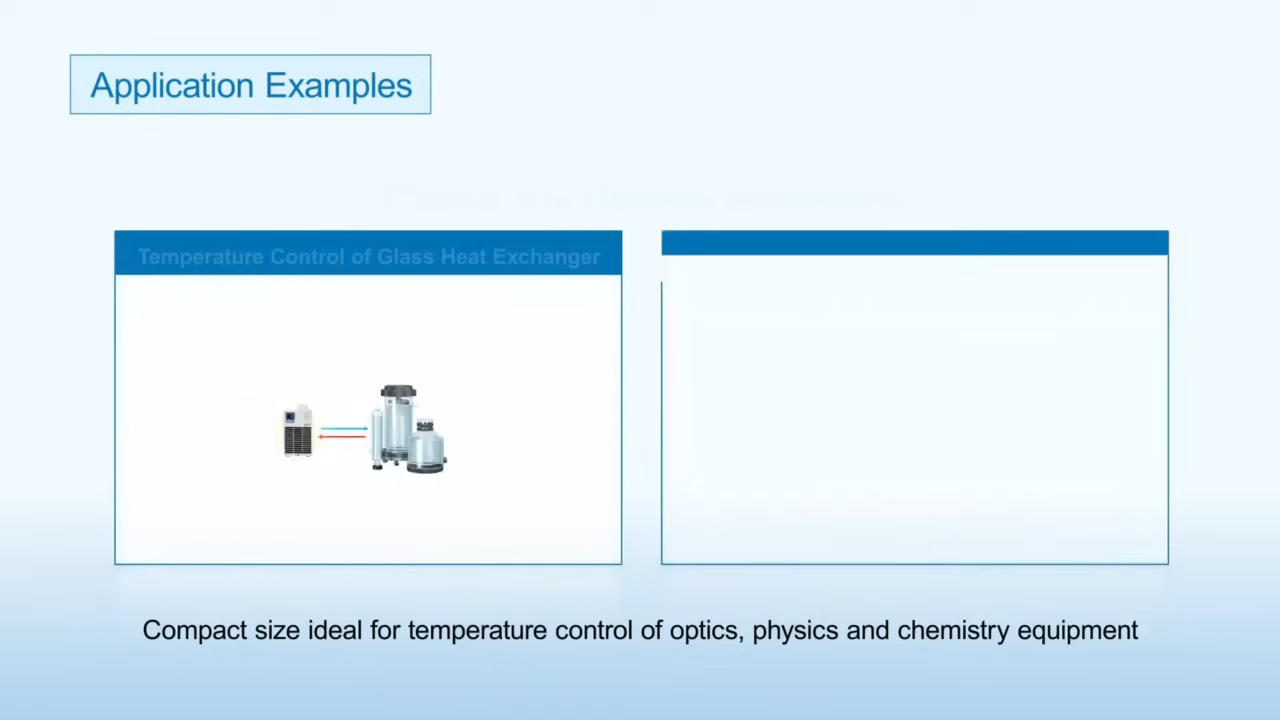 Application Examples
Temperature Control of Glass Heat Exchanger
Compact size ideal for temperature control of optics, physics and chemistry equipment